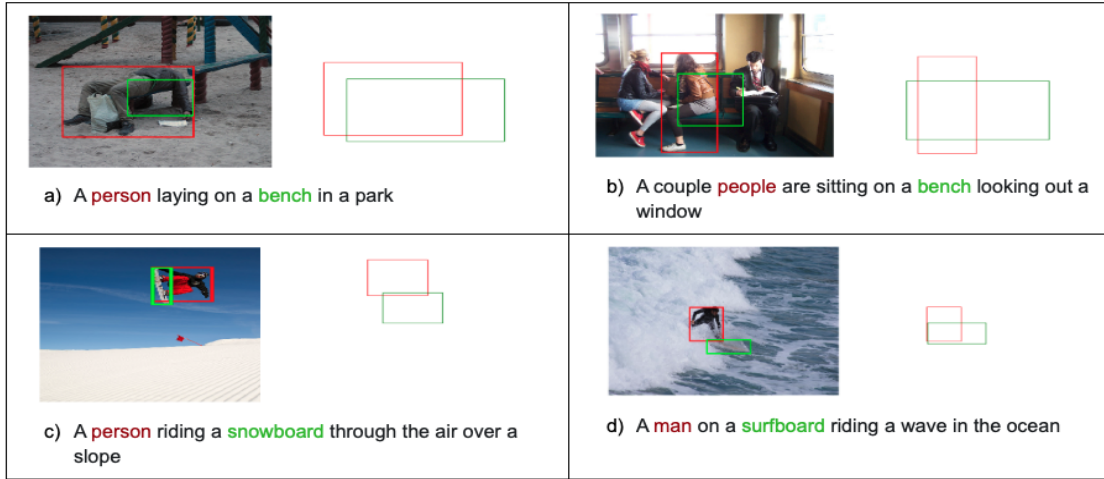 a) A person laying on a bench in a park
b) A couple people are sitting on a bench looking out a
window
c) A person riding a snowboard through the air over a
slope
d) A man on a surfboard riding a wave in the ocean